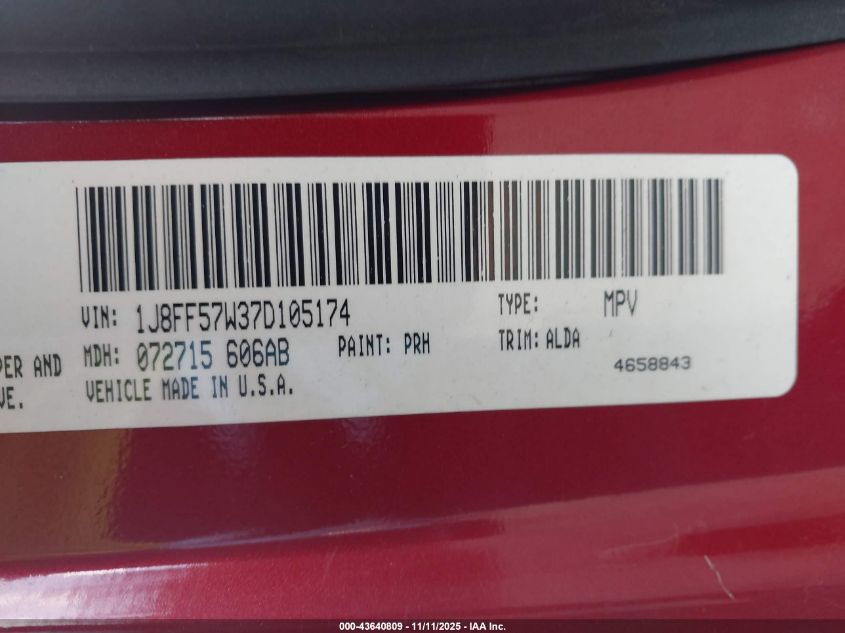 VIN: 1J8FF57W37D105174 TYPE: MPV
PER AND MDH: 072715 606AB PAINT: PRH TRIM: ALDA
VE. VEHICLE MADE IN U.S.A. 4658843
000-43640809 - 11/11/2025 - IAA Inc.